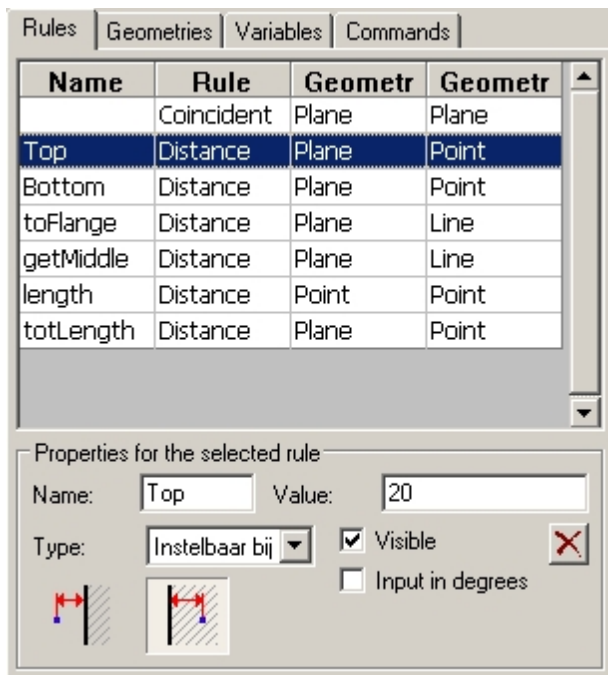 Rules Geometries Variables Commands
Name Rule Geometr Geometr
Coincident Plane Plane
Top Distance Plane Point
Bottom Distance Plane Point
toFlange Distance Plane Line
getMiddle Distance Plane Line
length Distance Point Point
totLength Distance Plane Point
Properties for the selected rule
Name: Top Value: 20
Type: Instelbaar bij Visible
Input in degrees